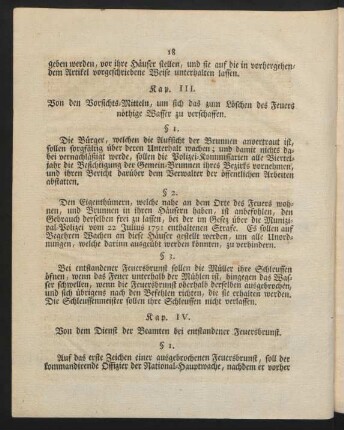 18
geben werden, vor ihre Häuser stellen, und sie auf die in vorhergehen-
dem Artikel vorgeschriebene Weise unterhalten lassen.
Kap. III.
Von den Vorsichts-Mitteln, um sich das zum Löschen des Feuers
nöthige Wasser zu verschaffen.
§ 1.
Die Bürger, welchen die Aufsicht der Brunnen anvertraut ist,
sollen sorgfältig über deren Unterhalt wachen; und damit nichts da-
bei vernachläßigt werde, sollen die Polizei-Kommissarien alle Viertel-
jahr die Besichtigung der Gemein-Brunnen ihres Bezirks vornehmen,
und ihren Bericht darüber dem Verwalter der öffentlichen Arbeiten
abstatten.
§ 2.
Den Eigenthümern, welche nahe an dem Orte des Feuers woh-
nen, und Brunnen in ihren Häusern haben, ist anbefohlen, den
Gebrauch derselben frei zu lassen, bei der im Gesez über die Munizi-
pal-Polizei vom 22 Julius 1791 enthaltenen Strafe. Es sollen auf
Begehren Wachen an diese Häuser gestellt werden, um alle Unord-
nungen, welche darinn ausgeübt werden könnten, zu verhindern.
§ 3.
Bei entstandener Feuersbrunst sollen die Müller ihre Schleussen
öfnen, wenn das Feuer unterhalb der Mühlen ist, hingegen das Was-
ser schwellen, wenn die Feuersbrunst oberhalb derselben ausgebrochen,
und sich übrigens nach den Befehlen richten, die sie erhalten werden.
Die Schleussenmeister sollen ihre Schleussen nicht verlassen.
Kap. IV.
Von dem Dienst der Beamten bei entstandener Feuersbrunst.
§ 1.
Auf das erste Zeichen einer ausgebrochenen Feuersbrunst, soll der
kommandirende Offizier der National-Hauptwache, nachdem er vorher